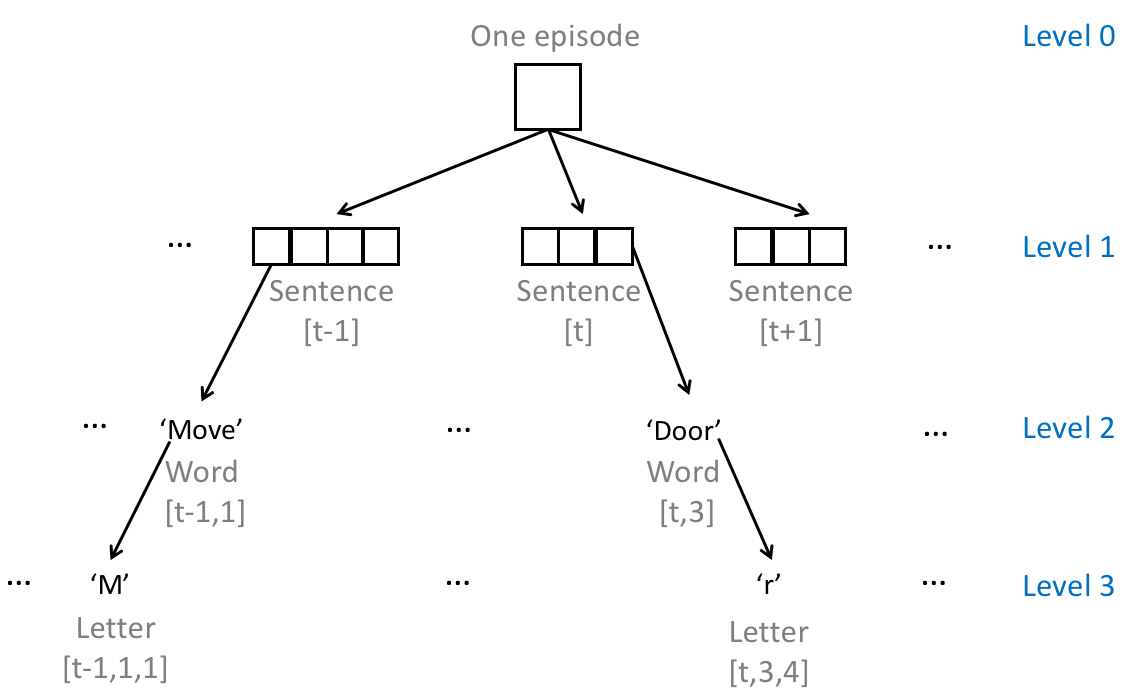 One episode
Level 0
... ... Level 1
Sentence Sentence Sentence
[t-1] [t] [t+1]
... ‘Move’ ... ‘Door’ ... Level 2
Word Word
[t-1,1] [t,3]
... ‘M’ ... ‘r’ ... Level 3
Letter Letter
[t-1,1,1] [t,3,4]